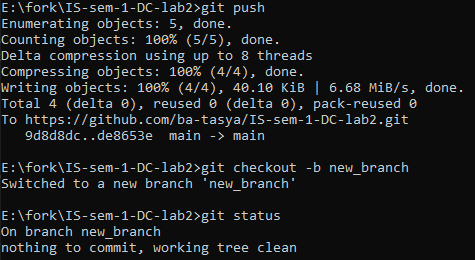 E:\fork\IS-sem-1-DC-lab2>git push
Enumerating objects: 5, done.
Counting objects: 100% (5/5), done.
Delta compression using up to 8 threads
Compressing objects: 100% (4/4), done.
Writing objects: 100% (4/4), 40.10 KiB | 6.68 MiB/s, done.
Total 4 (delta 0), reused 0 (delta 0), pack-reused 0
To https://github.com/ba-tasya/IS-sem-1-DC-lab2.git
   9d8d8dc..de8653e  main -> main

E:\fork\IS-sem-1-DC-lab2>git checkout -b new_branch
Switched to a new branch 'new_branch'

E:\fork\IS-sem-1-DC-lab2>git status
On branch new_branch
nothing to commit, working tree clean